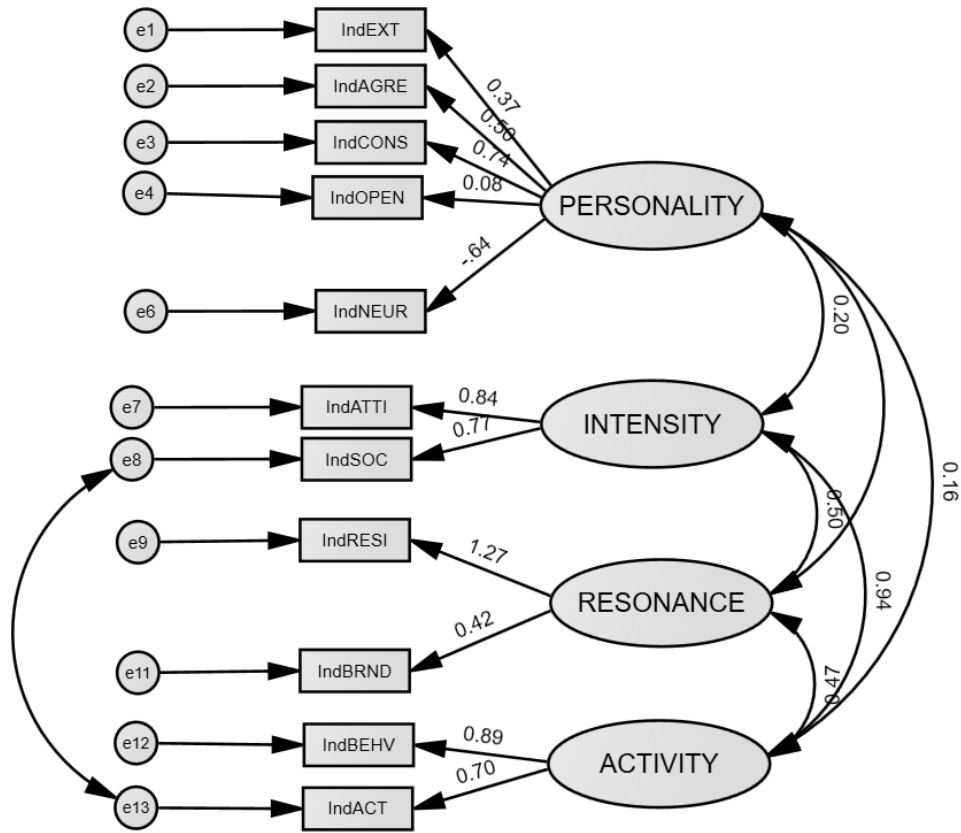 e1
IndEXT
0.37
e2
IndAGRE
0.50
e3
IndCONS
0.74
e4
IndOPEN
0.08
PERSONALITY
-.64
e6
IndNEUR
0.20
e7
IndATTI
0.84
INTENSITY
e8
IndSOC
0.77
0.16
0.50
e9
IndRESI
1.27
0.94
RESONANCE
0.42
e11
IndBRND
0.47
e12
IndBEHV
0.89
ACTIVITY
0.70
e13
IndACT